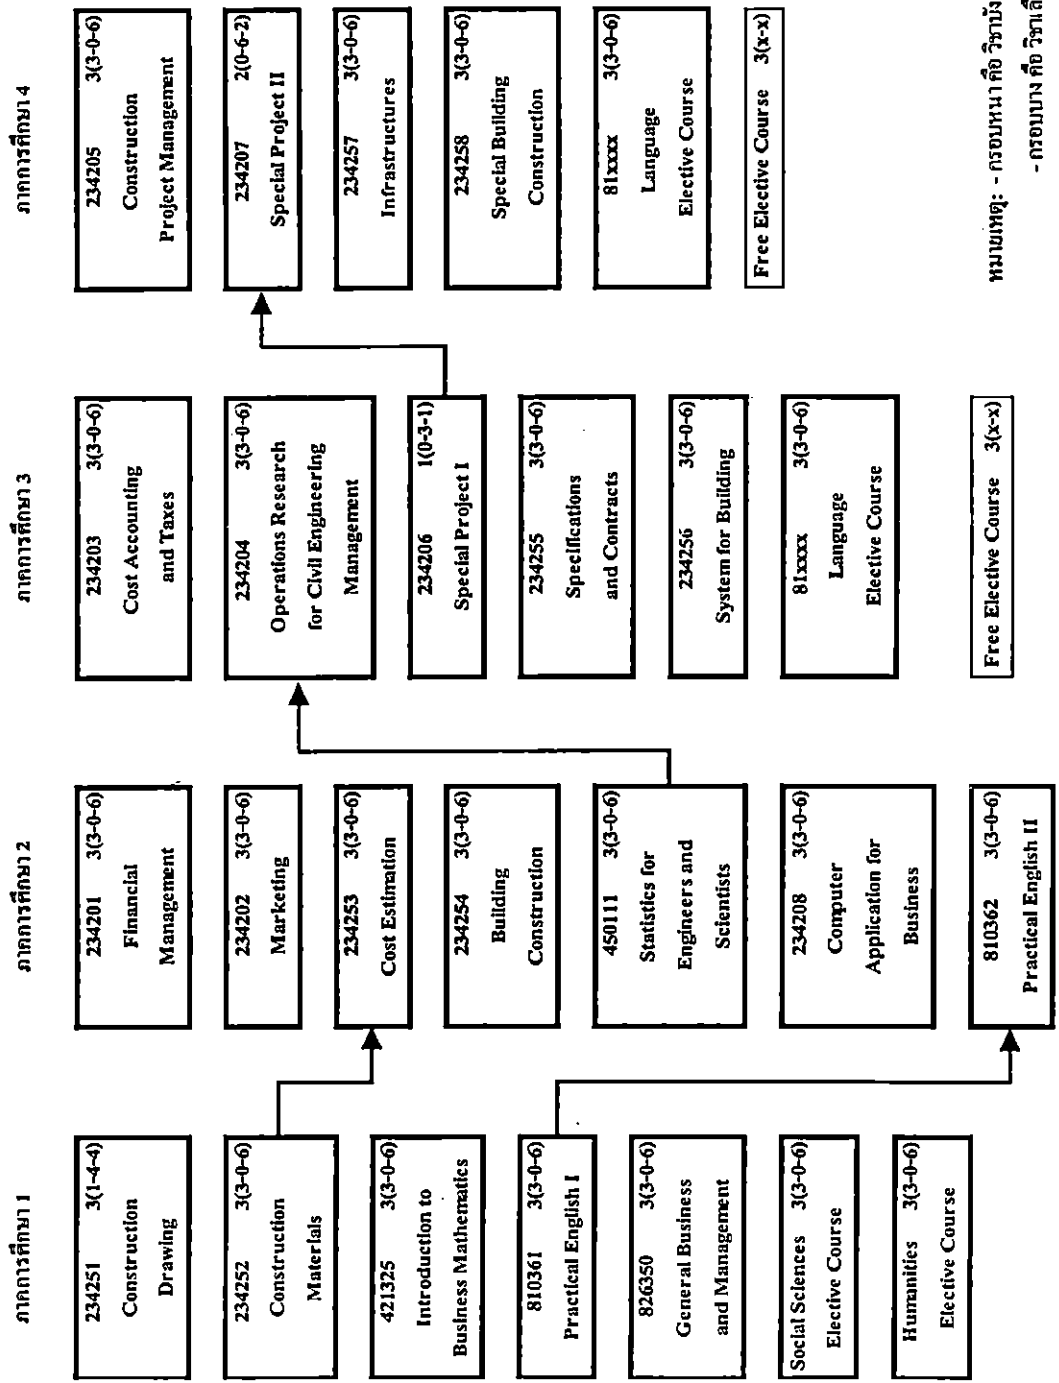 ภาคการศึกษา 1
234251 3(1-4-4)
Construction
Drawing
234252 3(3-0-6)
Construction
Materials
421325 3(3-0-6)
Introduction to
Business Mathematics
810361 3(3-0-6)
Practical English I
826350 3(3-0-6)
General Business
and Management
Social Sciences 3(3-0-6)
Elective Course
Humanities 3(3-0-6)
Elective Course
ภาคการศึกษา 2
234201 3(3-0-6)
Financial
Management
234202 3(3-0-6)
Marketing
234253 3(3-0-6)
Cost Estimation
234254 3(3-0-6)
Building
Construction
450111 3(3-0-6)
Statistics for
Engineers and
Scientists
234208 3(3-0-6)
Computer
Application for
Business
810362 3(3-0-6)
Practical English II
ภาคการศึกษา 3
234203 3(3-0-6)
Cost Accounting
and Taxes
234204 3(3-0-6)
Operations Research
for Civil Engineering
Management
234206 1(0-3-1)
Special Project I
234255 3(3-0-6)
Specifications
and Contracts
234256 3(3-0-6)
System for Building
81xxxx 3(3-0-6)
Language
Elective Course
Free Elective Course 3(x-x)
ภาคการศึกษา 4
234205 3(3-0-6)
Construction
Project Management
234207 2(0-6-2)
Special Project II
234257 3(3-0-6)
Infrastructures
234258 3(3-0-6)
Special Building
Construction
81xxxx 3(3-0-6)
Language
Elective Course
Free Elective Course 3(x-x)
หมายเหตุ: - กรอบหนา คือ วิชาบัง
- กรอบบาง คือ วิชาเลื